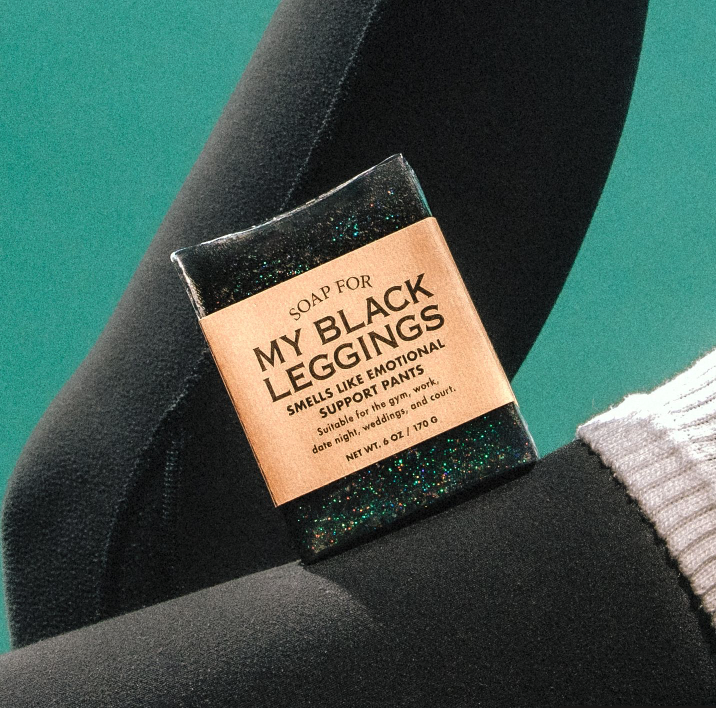 SOAP FOR
MY BLACK
LEGGINGS
SMELLS LIKE EMOTIONAL
SUPPORT PANTS
Suitable for the gym, work,
date night, weddings, and court.
NET WT. 6 OZ / 170 G